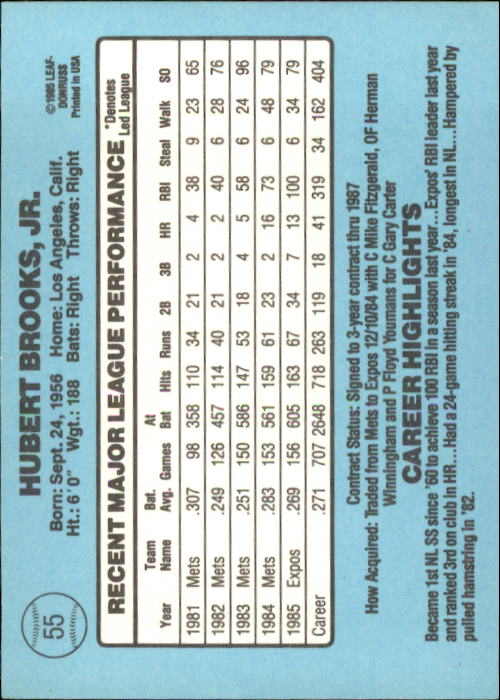 55
HUBERT BROOKS, JR.
©1985 LEAF-
DONRUSS
Printed in USA
Born: Sept. 24, 1956 Home: Los Angeles, Calif.
Ht.: 6'0" Wgt.: 188 Bats: Right Throws: Right
RECENT MAJOR LEAGUE PERFORMANCE *Denotes Led League
Year Team Name Bat. Avg. Games At Bat Hits Runs 2B 3B HR RBI Steal Walk SO
1981 Mets .307 98 358 110 34 21 2 4 38 9 23 65
1982 Mets .249 126 457 114 40 21 2 2 40 6 28 76
1983 Mets .251 150 586 147 53 18 4 5 58 6 24 96
1984 Mets .283 153 561 159 61 23 2 16 73 6 48 79
1985 Expos .269 156 605 163 67 34 7 13 100 6 34 79
Career .271 707 2648 718 263 119 18 41 319 34 162 404
Contract Status: Signed to 3-year contract thru 1987
How Acquired: Traded from Mets to Expos 12/10/84 with C Mike Fitzgerald, OF Herman
Winningham and P Floyd Youmans for C Gary Carter
CAREER HIGHLIGHTS
Became 1st NL SS since '60 to achieve 100 RBI in a season last year...Expos' RBI leader last year
and ranked 3rd on club in HR...Had a 24-game hitting streak in '84, longest in NL...Hampered by
pulled hamstring in '82.